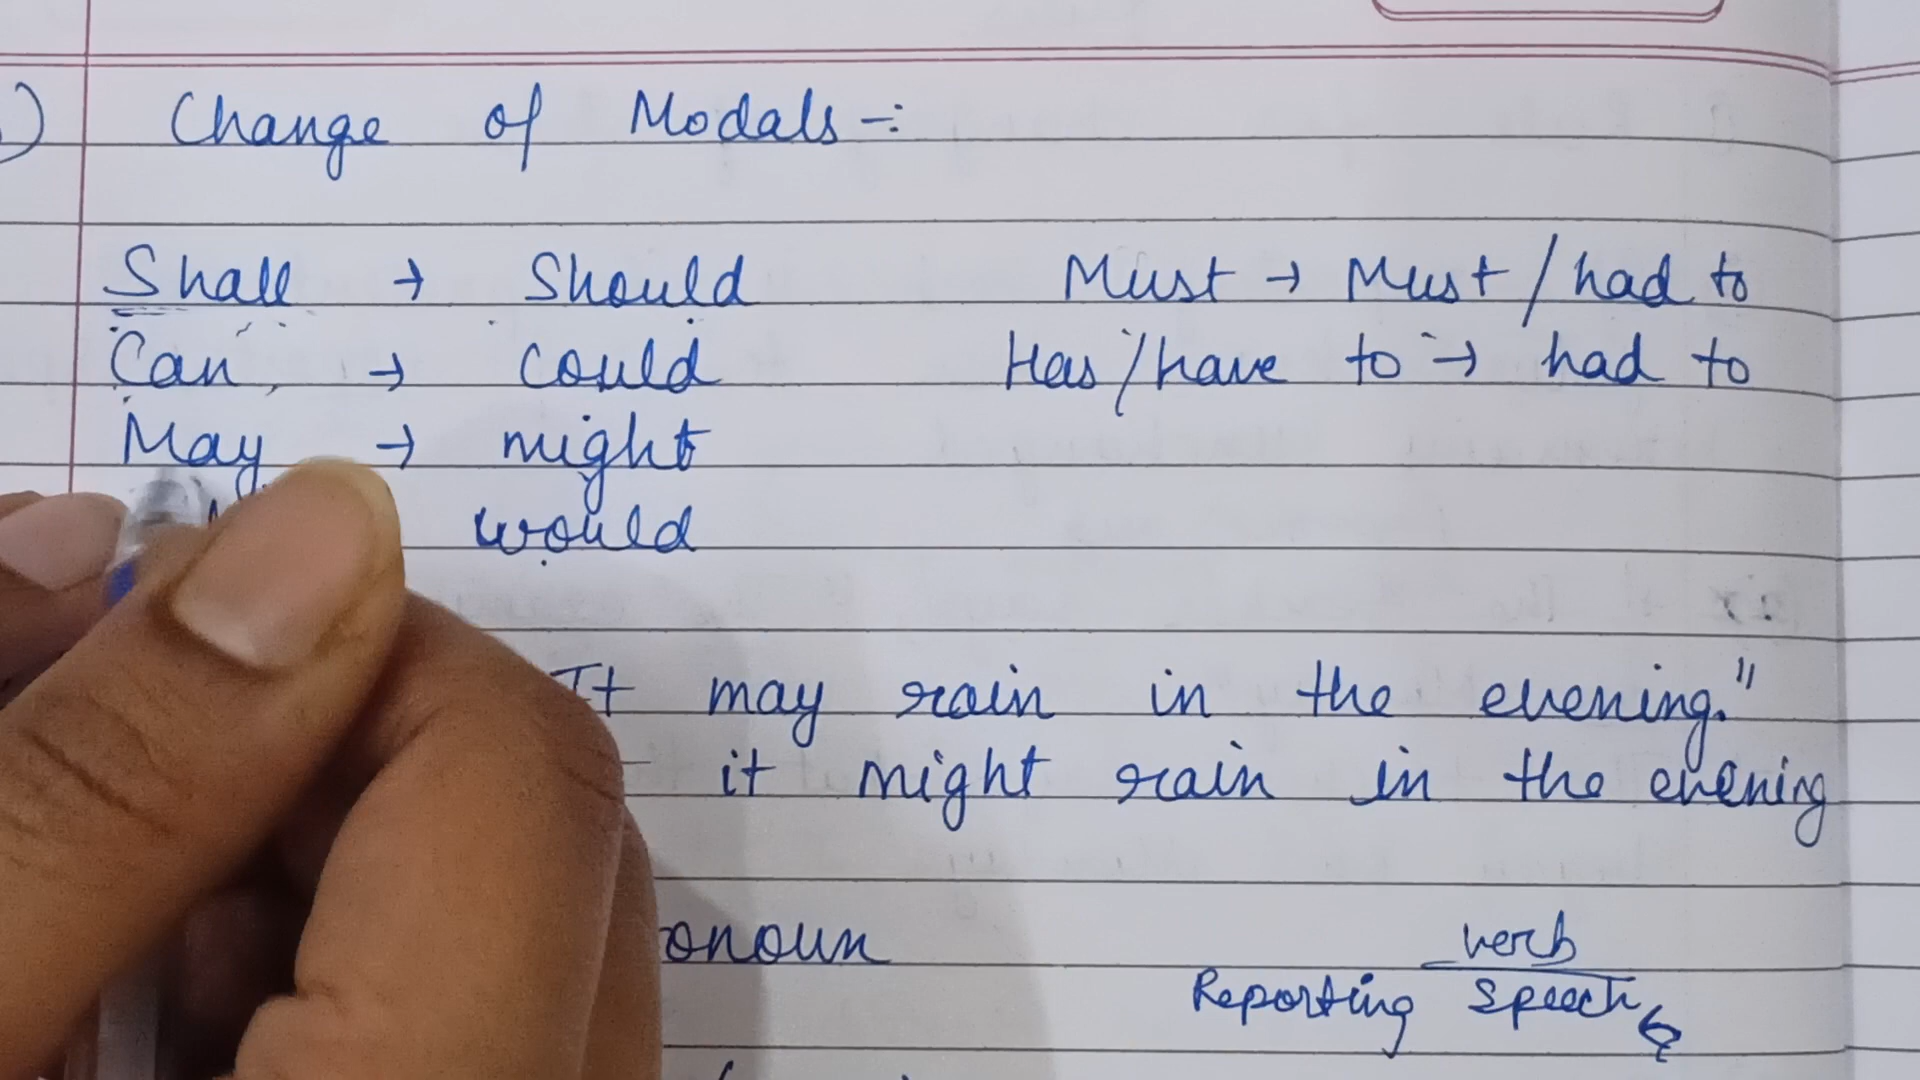 Change of Modals -:
Shall → Should Must → Must / had to
Can → could Has / have to → had to
May → might
would
It may rain in the evening."
it might rain in the evening
onoun verb
Reporting Speech